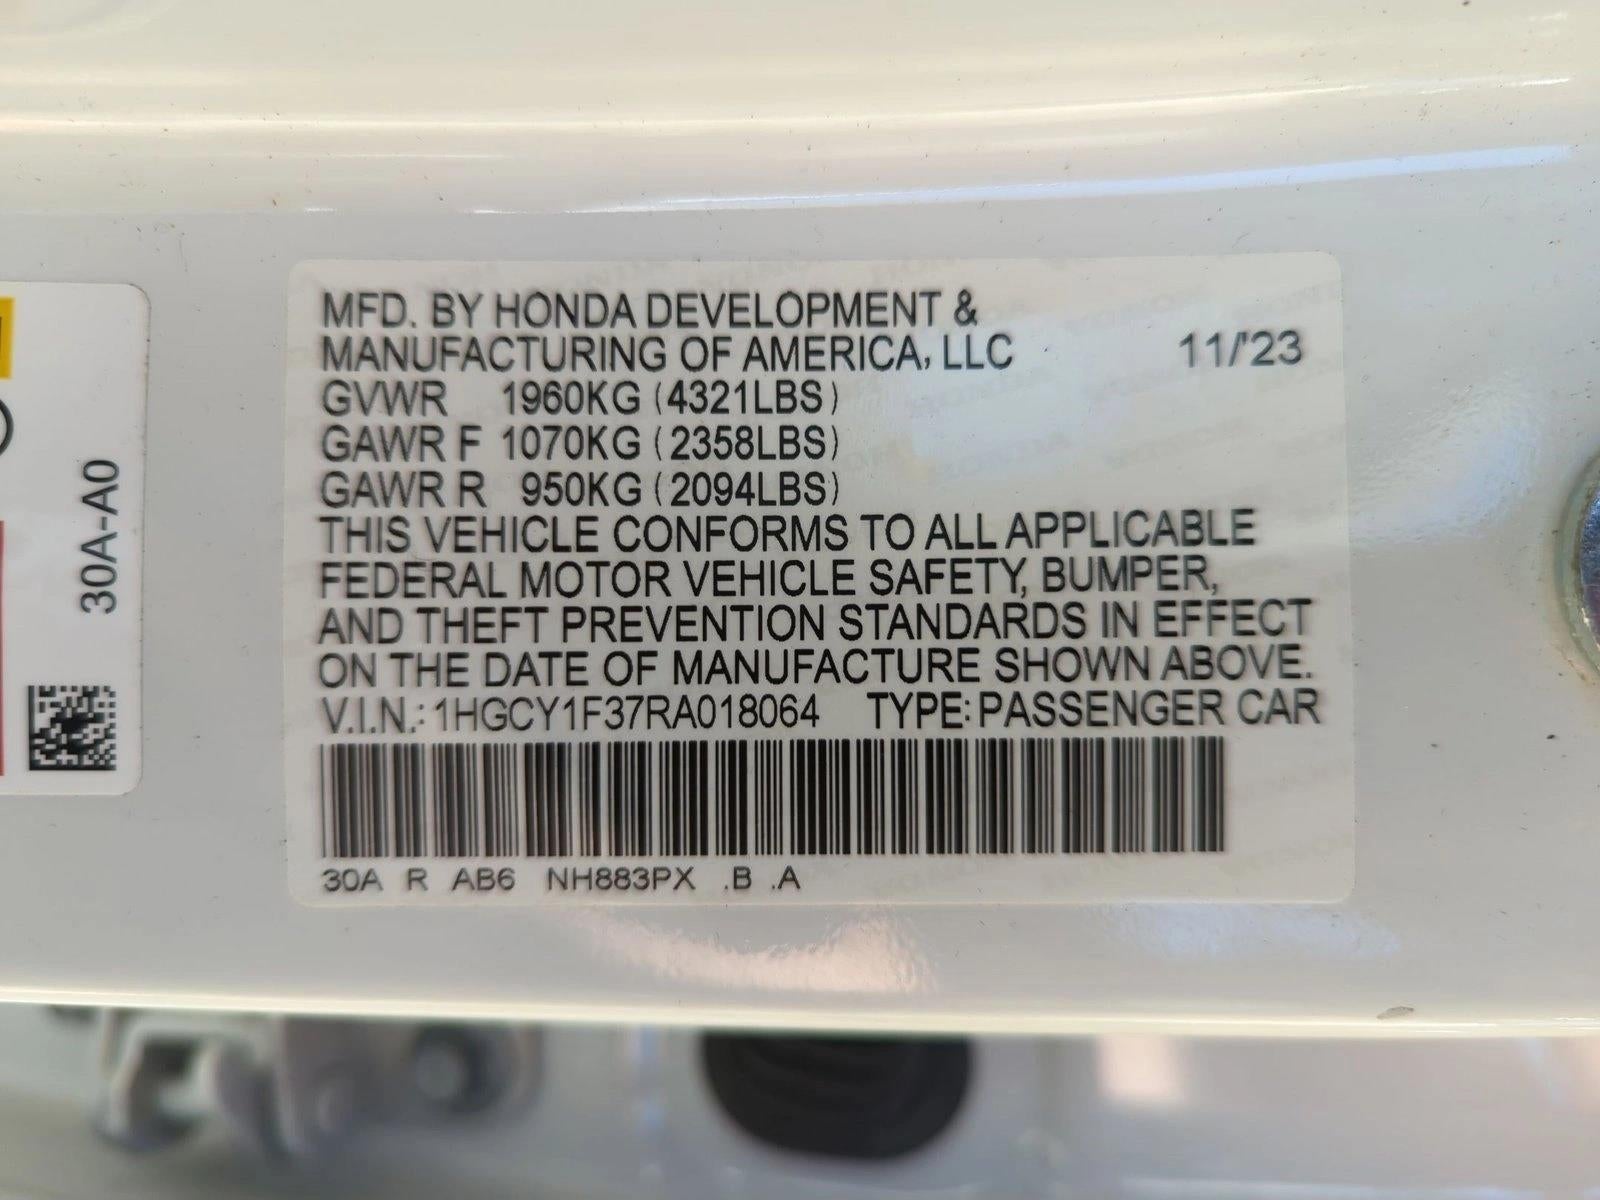 MFD. BY HONDA DEVELOPMENT &
MANUFACTURING OF AMERICA, LLC 11/'23
GVWR 1960KG (4321LBS)
GAWR F 1070KG (2358LBS)
GAWR R 950KG (2094LBS)
THIS VEHICLE CONFORMS TO ALL APPLICABLE
FEDERAL MOTOR VEHICLE SAFETY, BUMPER,
AND THEFT PREVENTION STANDARDS IN EFFECT
ON THE DATE OF MANUFACTURE SHOWN ABOVE.
V.I.N.: 1HGCY1F37RA018064 TYPE: PASSENGER CAR
30A R AB6 NH883PX .B .A
30A-A0